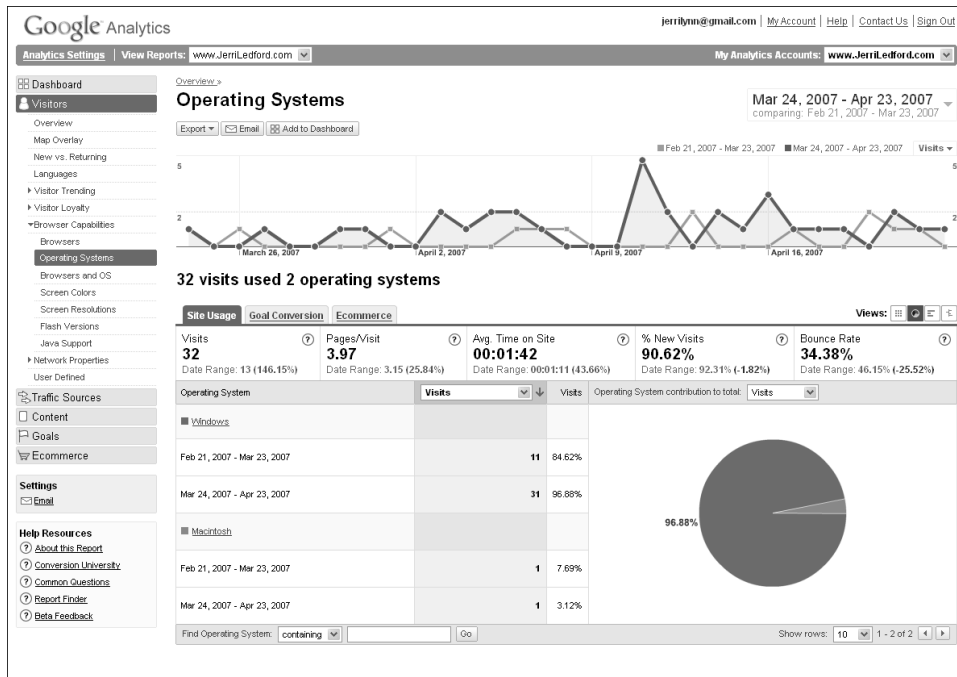 Google Analytics
jerrilynn@gmail.com | My Account | Help | Contact Us | Sign Out
Analytics Settings | View Reports: www.JerriLedford.com
My Analytics Accounts: www.JerriLedford.com
Dashboard
Visitors
Overview
Map Overlay
New vs. Returning
Languages
Visitor Trending
Visitor Loyalty
Browser Capabilities
Browsers
Operating Systems
Browsers and OS
Screen Colors
Screen Resolutions
Flash Versions
Java Support
Network Properties
User Defined
Traffic Sources
Content
Goals
Ecommerce
Settings
Email
Help Resources
? About this Report
? Conversion University
? Common Questions
? Report Finder
? Beta Feedback
Overview »
Operating Systems
Mar 24, 2007 - Apr 23, 2007
comparing: Feb 21, 2007 - Mar 23, 2007
Export Email Add to Dashboard
Feb 21, 2007 - Mar 23, 2007 Mar 24, 2007 - Apr 23, 2007 Visits
5 5
2 2
March 26, 2007 April 2, 2007 April 9, 2007 April 16, 2007
32 visits used 2 operating systems
Site Usage Goal Conversion Ecommerce Views:
Visits ? Pages/Visit ? Avg. Time on Site ? % New Visits ? Bounce Rate ?
32 3.97 00:01:42 90.62% 34.38%
Date Range: 13 (146.15%) Date Range: 3.15 (25.84%) Date Range: 00:01:11 (43.66%) Date Range: 92.31% (-1.82%) Date Range: 46.15% (-25.52%)
Operating System Visits Visits Operating System contribution to total: Visits
Windows
Feb 21, 2007 - Mar 23, 2007 11 84.62%
Mar 24, 2007 - Apr 23, 2007 31 96.88%
96.88%
Macintosh
Feb 21, 2007 - Mar 23, 2007 1 7.69%
Mar 24, 2007 - Apr 23, 2007 1 3.12%
Find Operating System: containing Go Show rows: 10 1 - 2 of 2